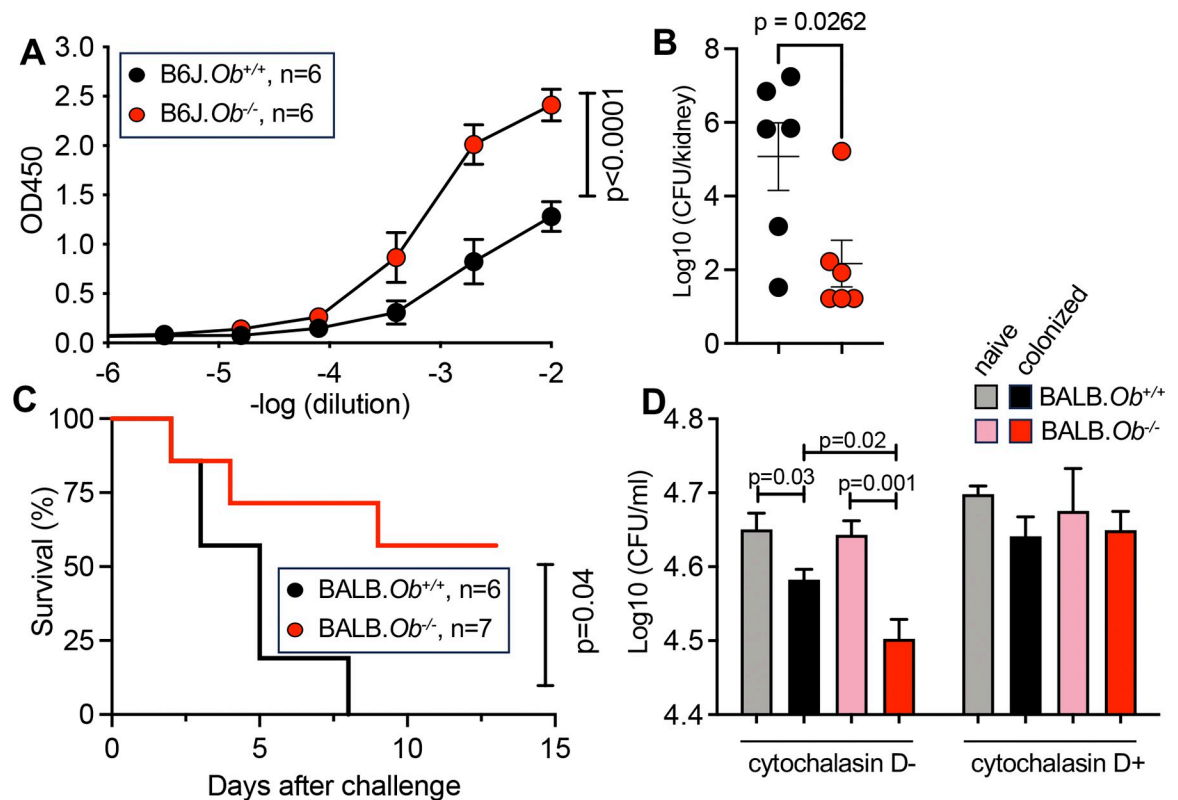 A
3.0
2.5
2.0
1.5
1.0
0.5
0.0
OD450
B6J.Ob+/+, n=6
B6J.Ob-/-, n=6
p<0.0001
-6
-5
-4
-3
-2
-log (dilution)
B
p = 0.0262
8
6
4
2
0
Log10 (CFU/kidney)
C
100
75
50
25
0
Survival (%)
BALB.Ob+/+, n=6
BALB.Ob-/-, n=7
p=0.04
0
5
10
15
Days after challenge
D
naive
colonized
BALB.Ob+/+
BALB.Ob-/-
4.8
4.7
4.6
4.5
4.4
Log10 (CFU/ml)
p=0.02
p=0.03
p=0.001
cytochalasin D-
cytochalasin D+